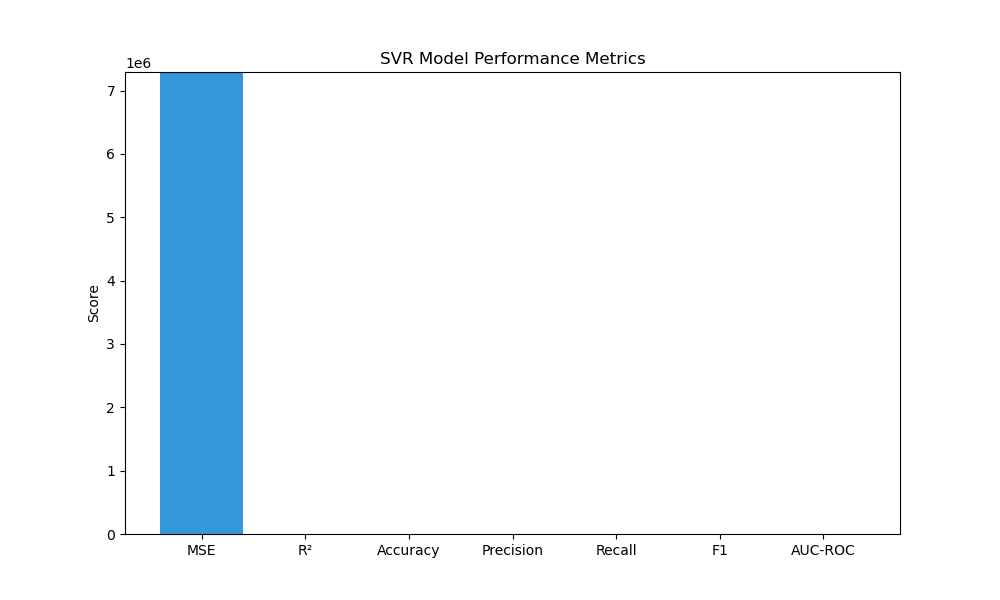 SVR Model Performance Metrics
1e6
7
6
5
4
3
2
1
0
Score
MSE R² Accuracy Precision Recall F1 AUC-ROC